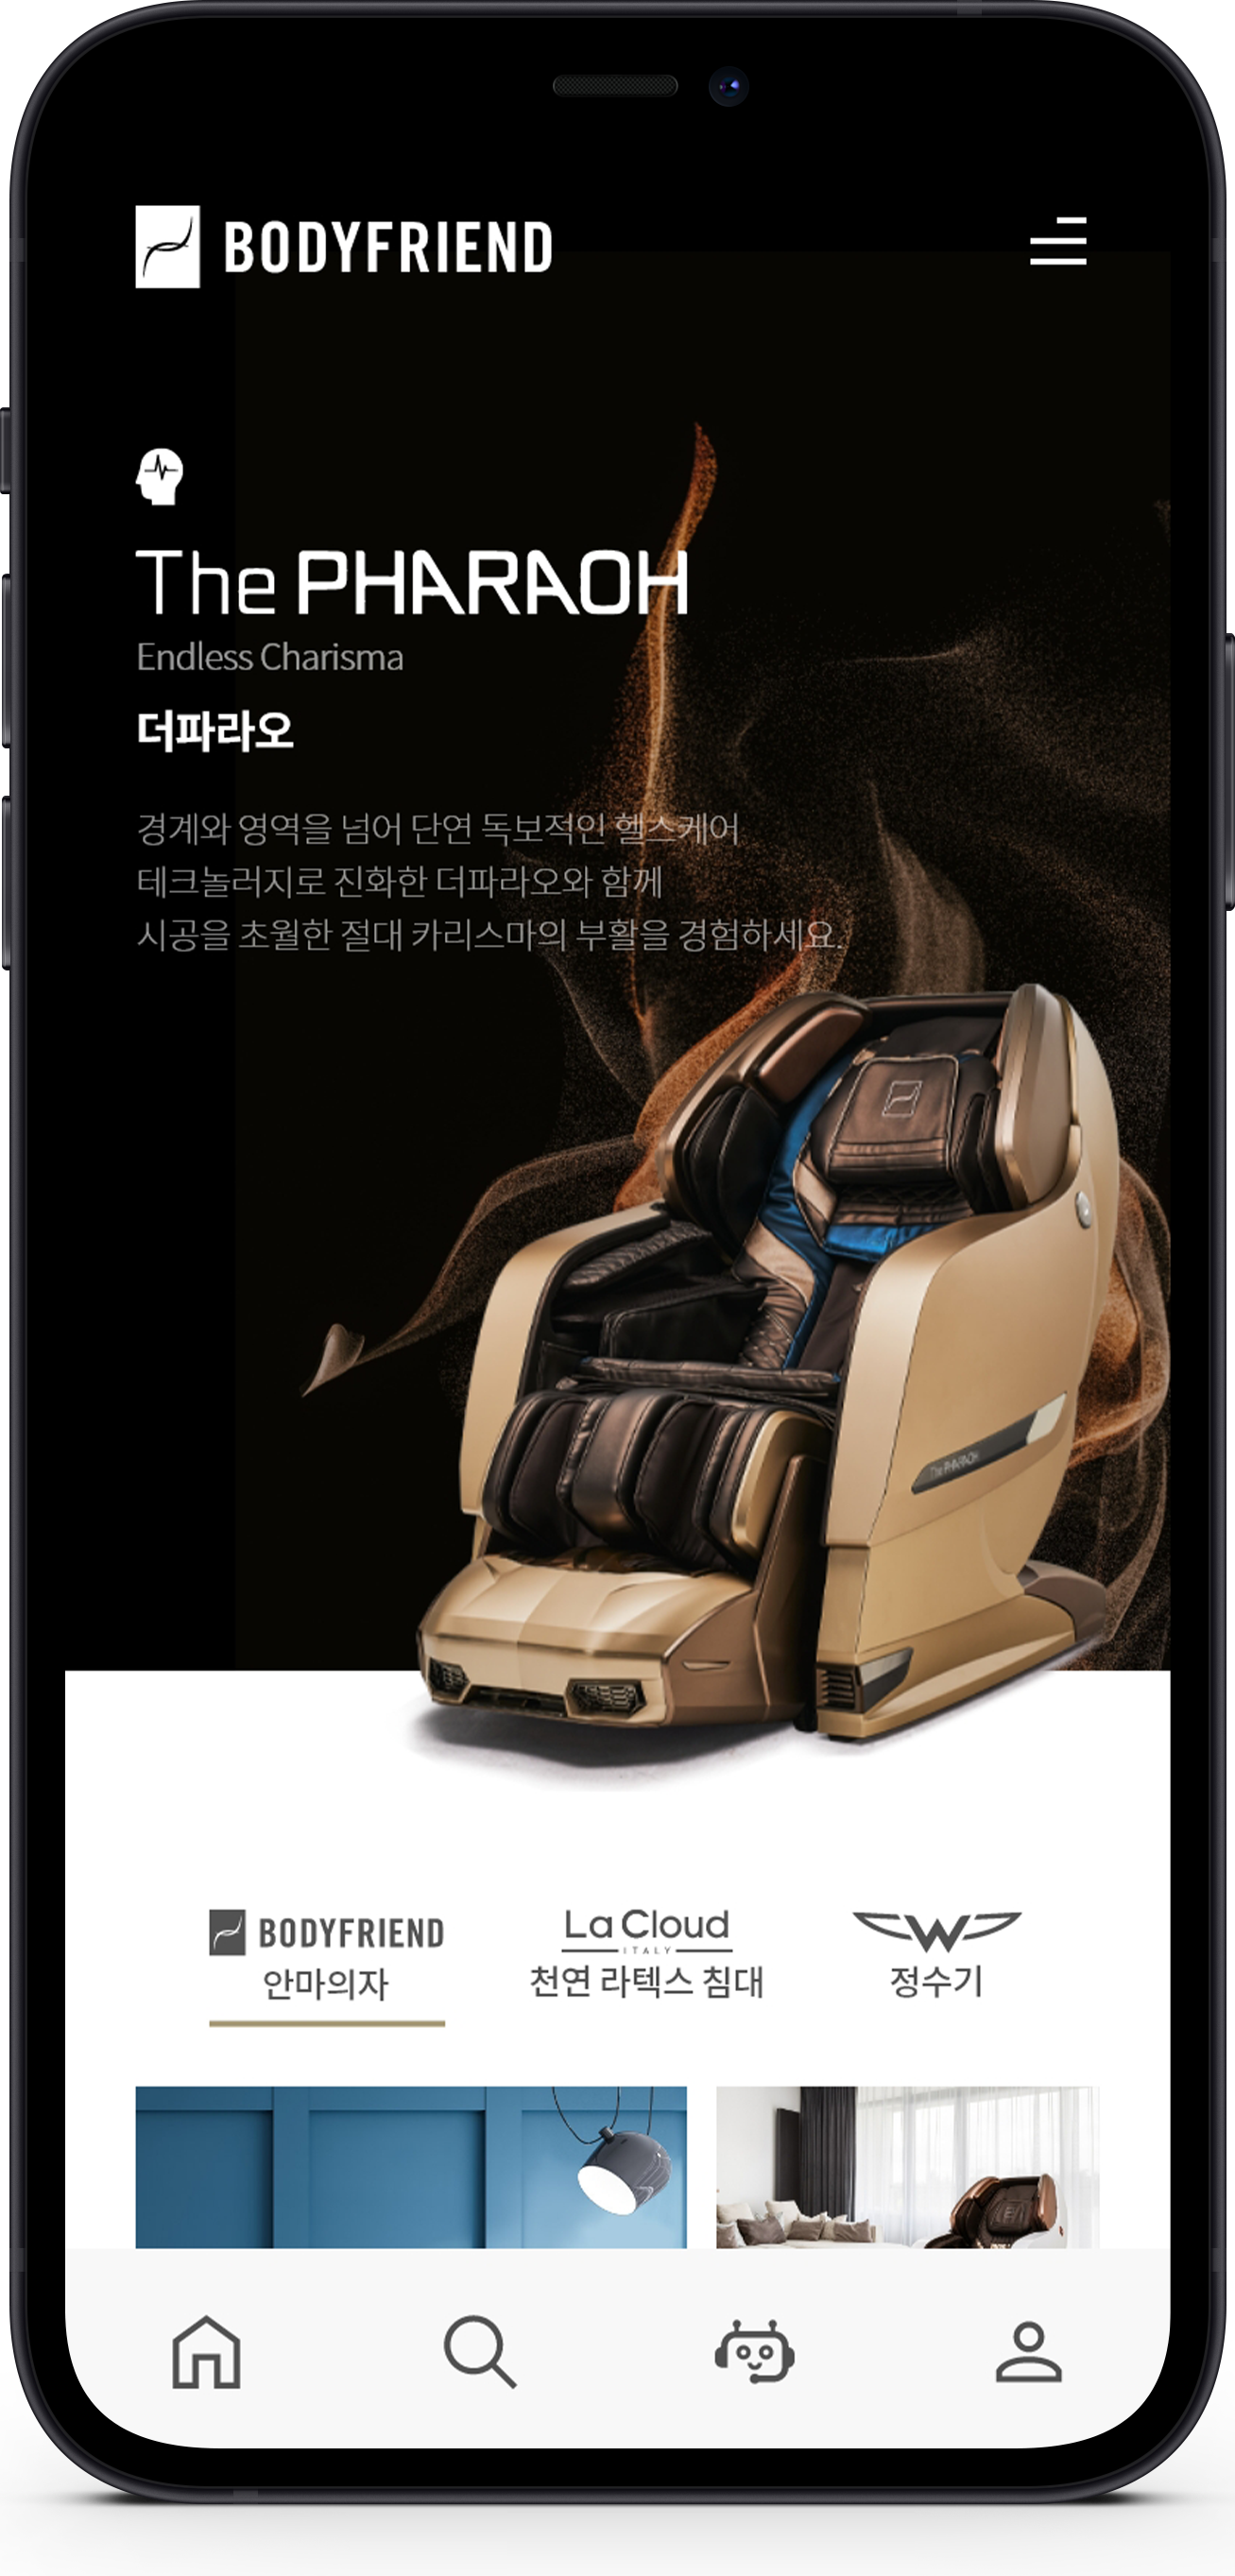 BODYFRIEND
The PHARAOH
Endless Charisma
더파라오
경계와 영역을 넘어 단연 독보적인 헬스케어
테크놀러지로 진화한 더파라오와 함께
시공을 초월한 절대 카리스마의 부활을 경험하세요.
The PHARAOH
BODYFRIEND
안마의자
La Cloud
ITALY
천연 라텍스 침대
W
정수기